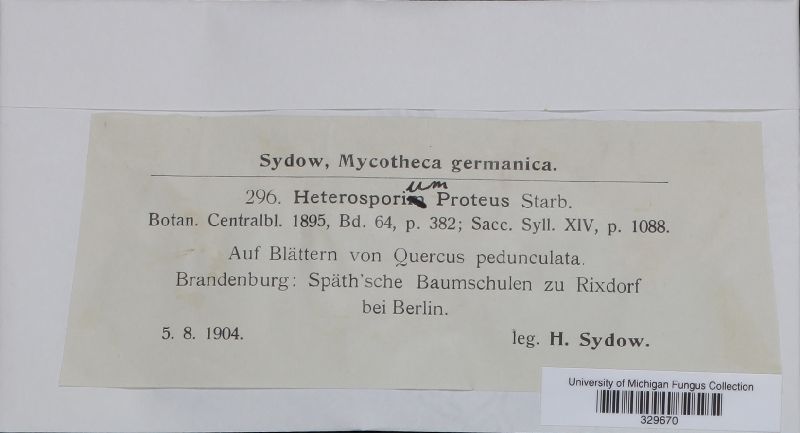 Sydow, Mycotheca germanica.
296. Heterosporium Proteus Starb.
Botan. Centralbl. 1895, Bd. 64, p. 382; Sacc. Syll. XIV, p. 1088.
Auf Blättern von Quercus pedunculata.
Brandenburg: Späth'sche Baumschulen zu Rixdorf
bei Berlin.
5. 8. 1904. leg. H. Sydow.
University of Michigan Fungus Collection
329670